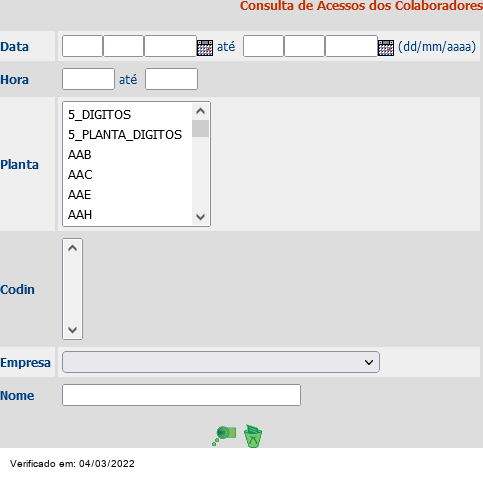 Consulta de Acessos dos Colaboradores
Data até (dd/mm/aaaa)
Hora até
Planta
5_DIGITOS
5_PLANTA_DIGITOS
AAB
AAC
AAE
AAH
Codin
Empresa
Nome
Verificado em: 04/03/2022